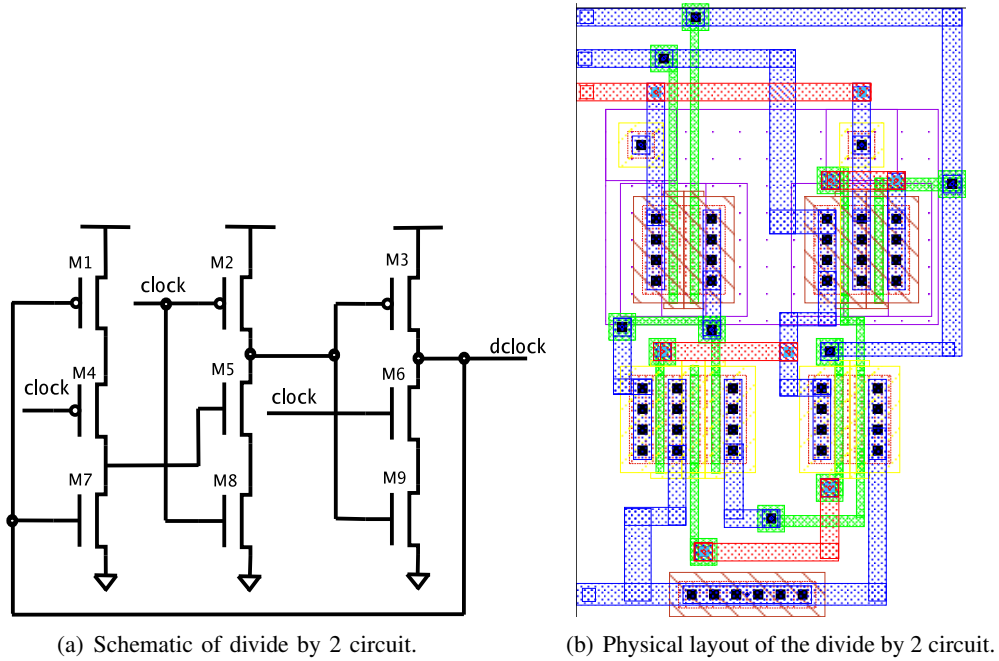 M1
M2
M3
clock
dclock
M4
M5
M6
clock
clock
M7
M8
M9
(a) Schematic of divide by 2 circuit.
(b) Physical layout of the divide by 2 circuit.